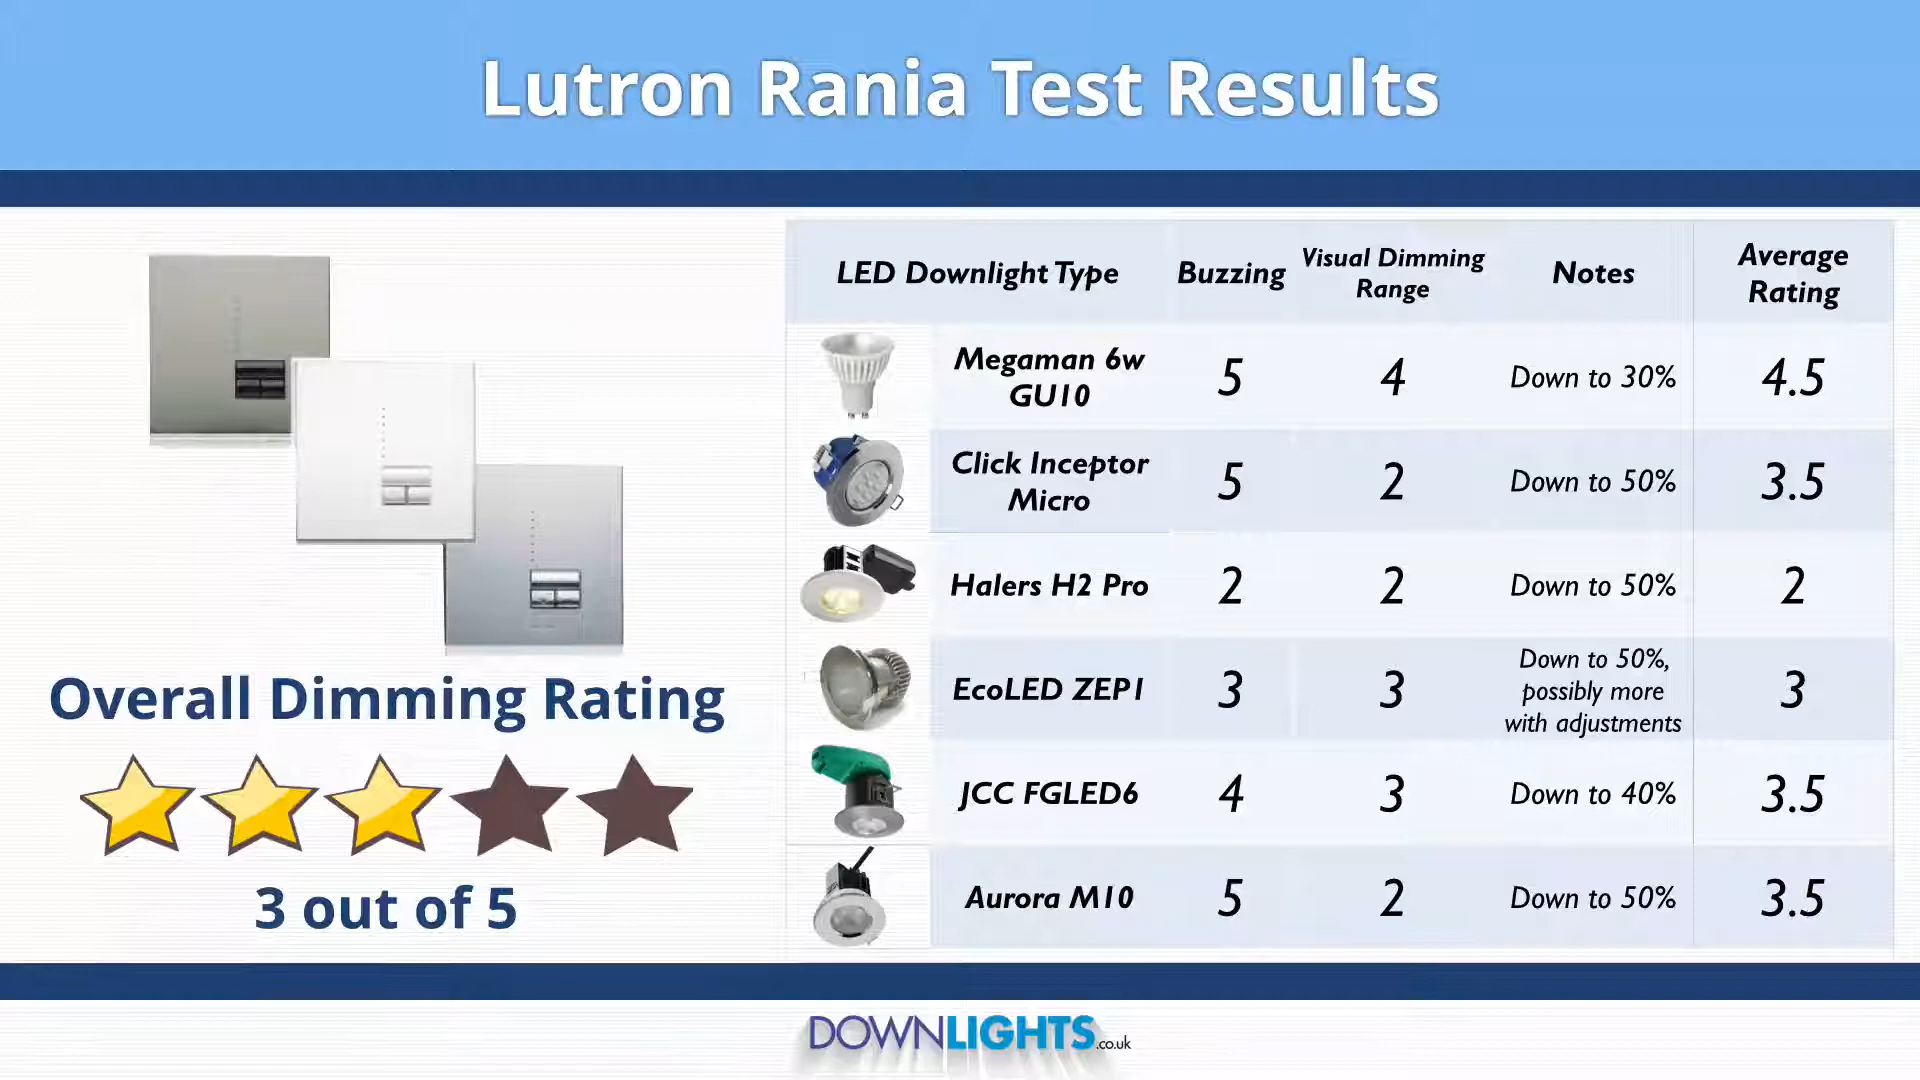 Lutron Rania Test Results
LED Downlight Type Buzzing Visual Dimming Range Notes Average Rating
Megaman 6w GU10 5 4 Down to 30% 4.5
Click Inceptor Micro 5 2 Down to 50% 3.5
Halers H2 Pro 2 2 Down to 50% 2
EcoLED ZEP1 3 3 Down to 50%, possibly more with adjustments 3
JCC FGLED6 4 3 Down to 40% 3.5
Aurora M10 5 2 Down to 50% 3.5
Overall Dimming Rating
3 out of 5
DOWNLIGHTS.co.uk